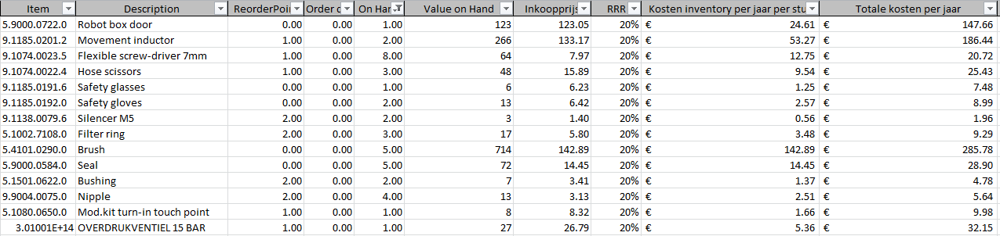 Item Description ReorderPoin Order c On Han Value on Hand Inkoopprijs RRR Kosten inventory per jaar per stu Totale kosten per jaar
5.9000.0722.0 Robot box door 0.00 0.00 1.00 123 123.05 20% € 24.61 € 147.66
9.1185.0201.2 Movement inductor 1.00 0.00 2.00 266 133.17 20% € 53.27 € 186.44
9.1074.0023.5 Flexible screw-driver 7mm 1.00 0.00 8.00 64 7.97 20% € 12.75 € 20.72
9.1074.0022.4 Hose scissors 1.00 0.00 3.00 48 15.89 20% € 9.54 € 25.43
9.1185.0191.6 Safety glasses 0.00 0.00 1.00 6 6.23 20% € 1.25 € 7.48
9.1185.0192.0 Safety gloves 0.00 0.00 2.00 13 6.42 20% € 2.57 € 8.99
9.1138.0079.6 Silencer M5 2.00 0.00 2.00 3 1.40 20% € 0.56 € 1.96
5.1002.7108.0 Filter ring 2.00 0.00 3.00 17 5.80 20% € 3.48 € 9.29
5.4101.0290.0 Brush 0.00 0.00 5.00 714 142.89 20% € 142.89 € 285.78
5.9000.0584.0 Seal 0.00 0.00 5.00 72 14.45 20% € 14.45 € 28.90
5.1501.0622.0 Bushing 2.00 0.00 2.00 7 3.41 20% € 1.37 € 4.78
9.9004.0075.0 Nipple 2.00 0.00 4.00 13 3.13 20% € 2.51 € 5.64
5.1080.0650.0 Mod.kit turn-in touch point 1.00 0.00 1.00 8 8.32 20% € 1.66 € 9.98
3.01001E+14 OVERDRUKVENTIEL 15 BAR 1.00 0.00 1.00 27 26.79 20% € 5.36 € 32.15